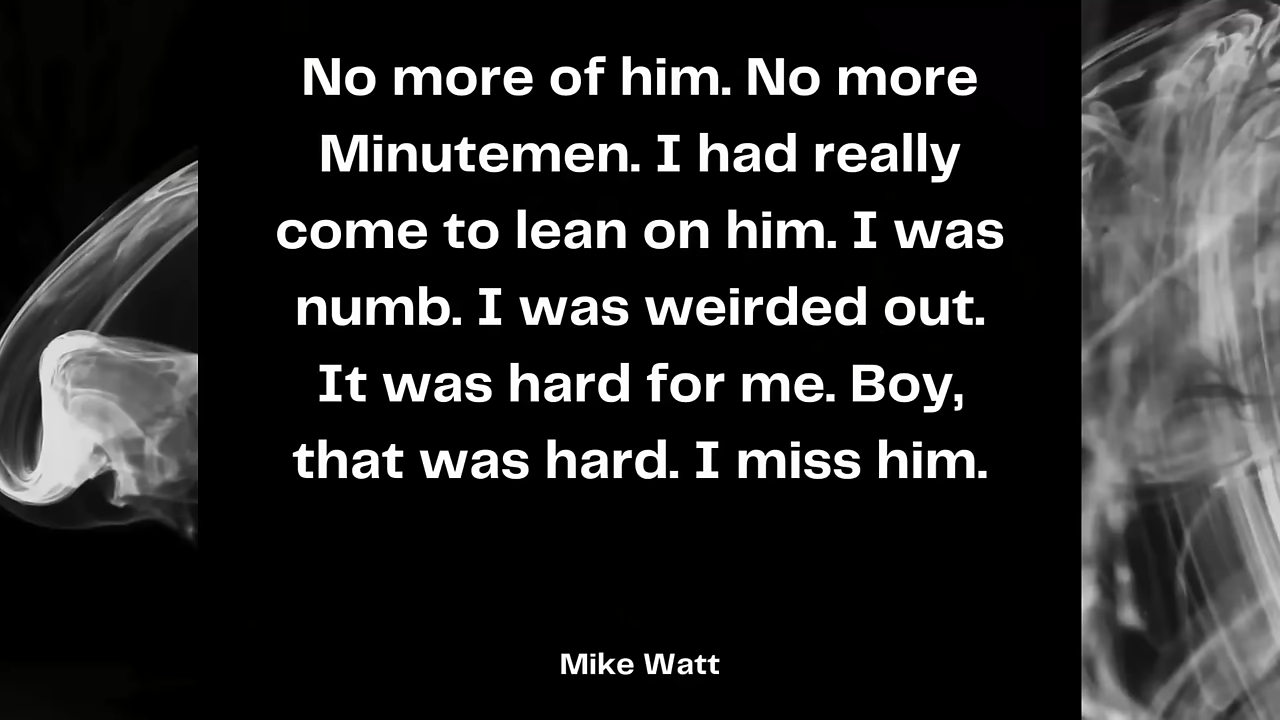 No more of him. No more
Minutemen. I had really
come to lean on him. I was
numb. I was weirded out.
It was hard for me. Boy,
that was hard. I miss him.
Mike Watt